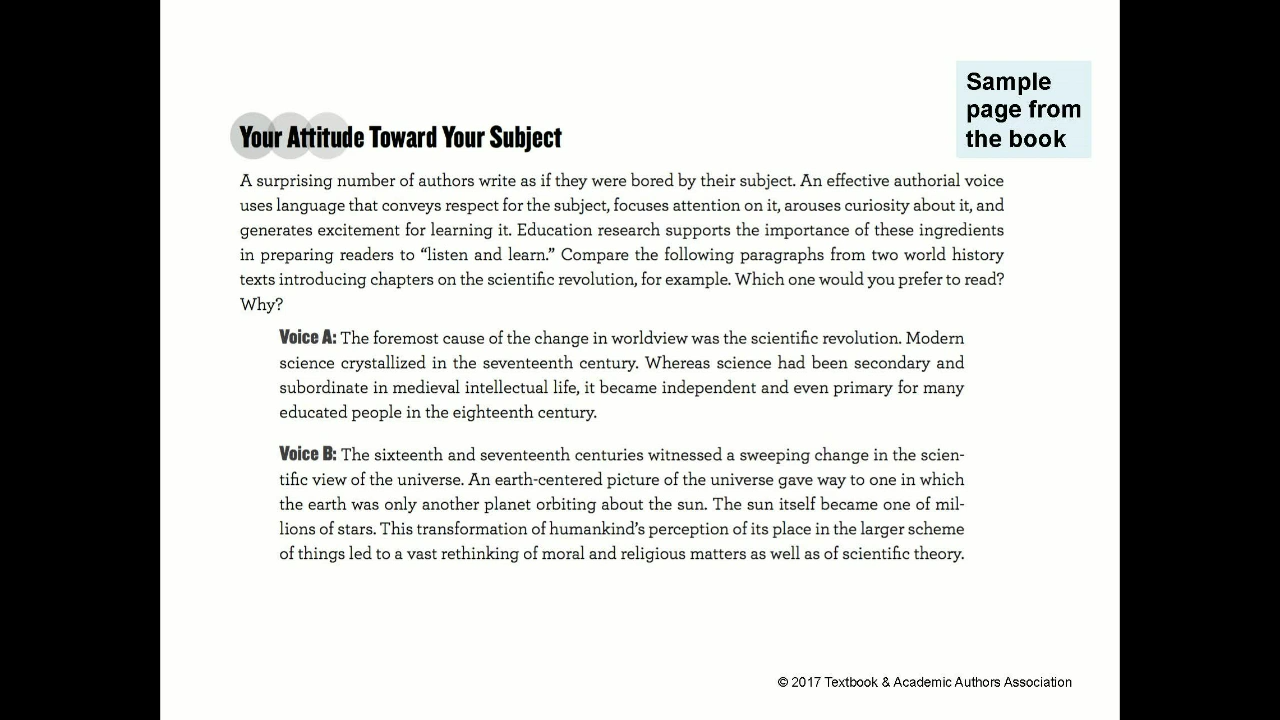 Sample
page from
the book
Your Attitude Toward Your Subject
A surprising number of authors write as if they were bored by their subject. An effective authorial voice
uses language that conveys respect for the subject, focuses attention on it, arouses curiosity about it, and
generates excitement for learning it. Education research supports the importance of these ingredients
in preparing readers to “listen and learn.” Compare the following paragraphs from two world history
texts introducing chapters on the scientific revolution, for example. Which one would you prefer to read?
Why?
Voice A: The foremost cause of the change in worldview was the scientific revolution. Modern
science crystallized in the seventeenth century. Whereas science had been secondary and
subordinate in medieval intellectual life, it became independent and even primary for many
educated people in the eighteenth century.
Voice B: The sixteenth and seventeenth centuries witnessed a sweeping change in the scien-
tific view of the universe. An earth-centered picture of the universe gave way to one in which
the earth was only another planet orbiting about the sun. The sun itself became one of mil-
lions of stars. This transformation of humankind’s perception of its place in the larger scheme
of things led to a vast rethinking of moral and religious matters as well as of scientific theory.
© 2017 Textbook & Academic Authors Association